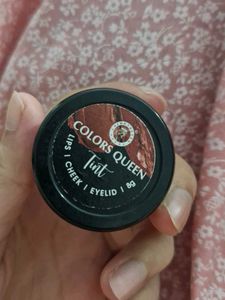 COLORS QUEEN
Tint
LIPS | CHEEK | EYELID | 8g